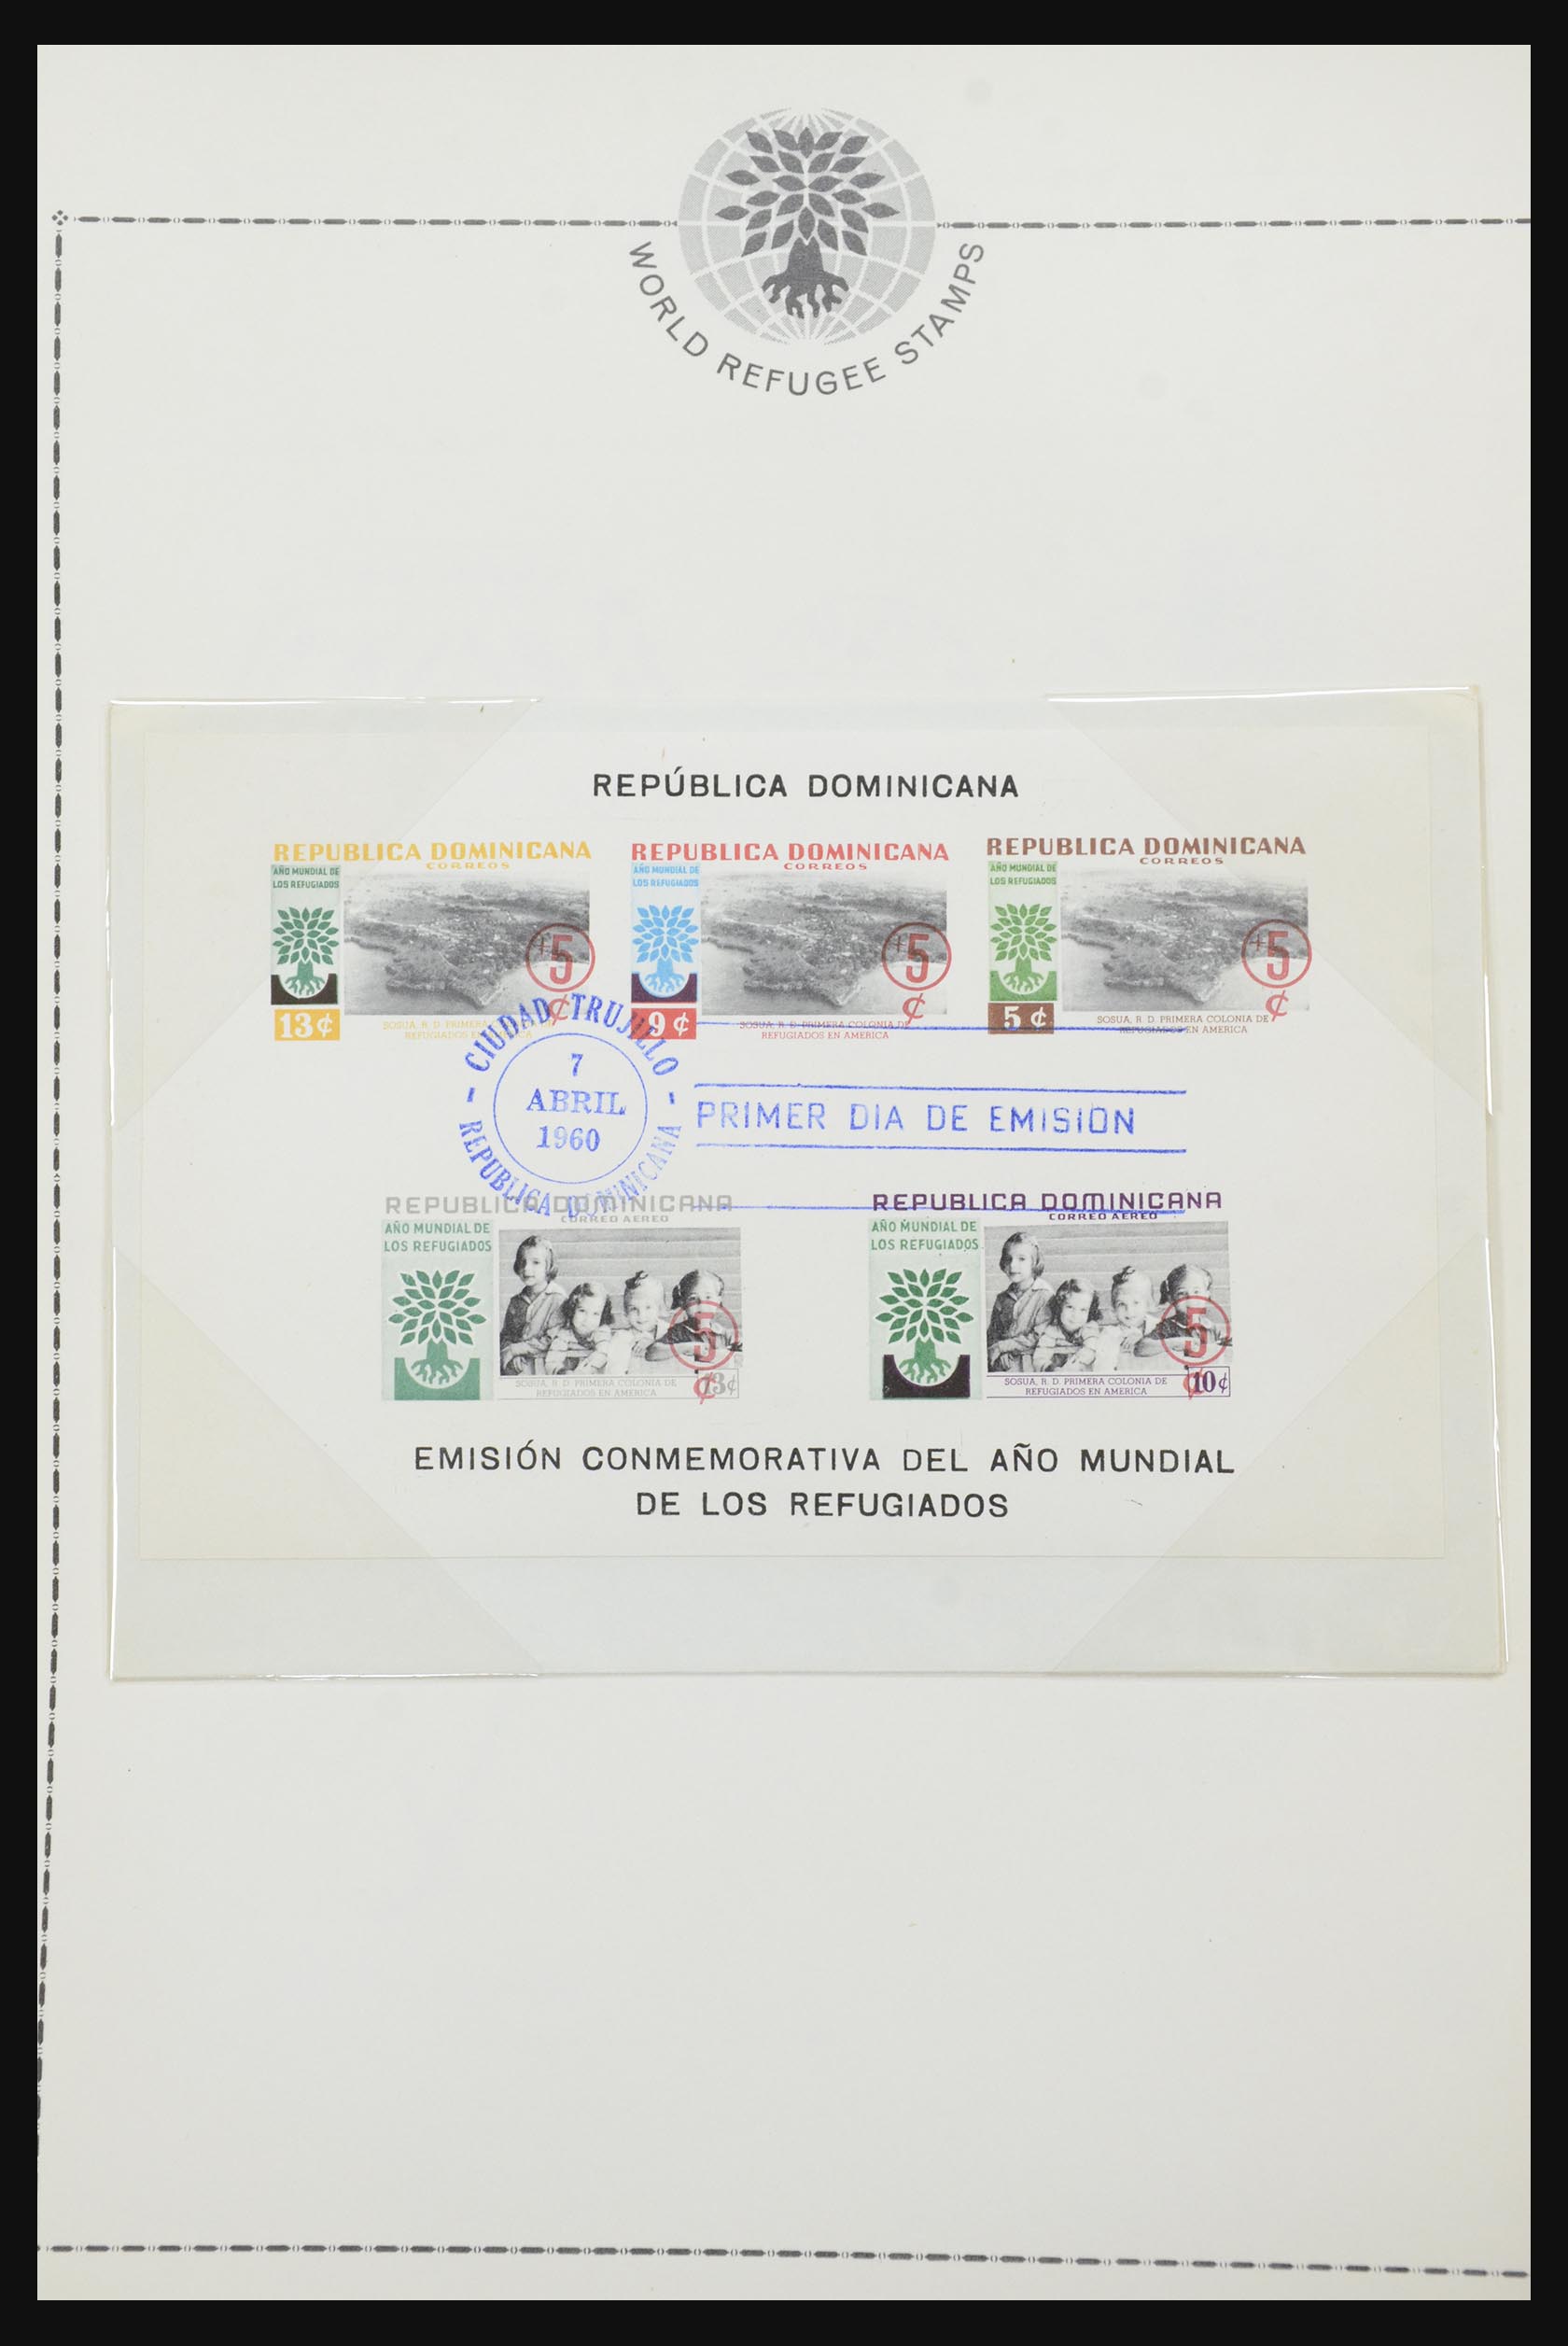 WORLD REFUGEE STAMPS
REPÚBLICA DOMINICANA
REPUBLICA DOMINICANA
CORREOS
AÑO MUNDIAL DE
LOS REFUGIADOS
+5
¢
13¢
SOSUA, R. D. PRIMERA
REFUGIADOS EN AMERICA
REPUBLICA DOMINICANA
CORREOS
AÑO MUNDIAL DE
LOS REFUGIADOS
+5
¢
9¢
SOSUA, R. D. PRIMERA COLONIA DE
REFUGIADOS EN AMERICA
REPUBLICA DOMINICANA
CORREOS
AÑO MUNDIAL DE
LOS REFUGIADOS
+5
¢
5¢
SOSUA, R. D. PRIMERA COLONIA DE
REFUGIADOS EN AMERICA
CIUDAD TRUJILLO
7
ABRIL
1960
REPUBLICA DOMINICANA
PRIMER DIA DE EMISION
REPUBLICA DOMINICANA
CORREO AEREO
AÑO MUNDIAL DE
LOS REFUGIADOS
5
¢
SOSUA, R. D. PRIMERA COLONIA DE
REFUGIADOS EN AMERICA
13¢
REPUBLICA DOMINICANA
CORREO AEREO
AÑO MUNDIAL DE
LOS REFUGIADOS
5
¢
SOSUA, R. D. PRIMERA COLONIA DE
REFUGIADOS EN AMERICA
10¢
EMISIÓN CONMEMORATIVA DEL AÑO MUNDIAL
DE LOS REFUGIADOS